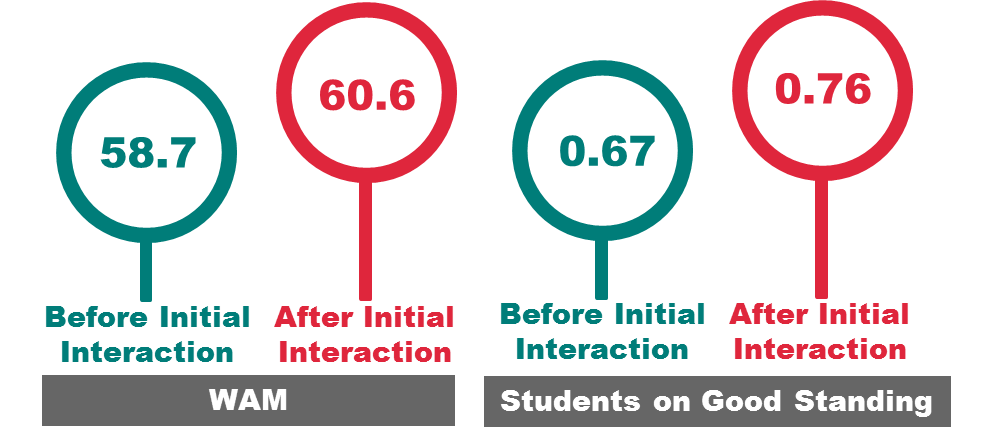 58.7
60.6
0.67
0.76
Before Initial
Interaction
After Initial
Interaction
Before Initial
Interaction
After Initial
Interaction
WAM
Students on Good Standing